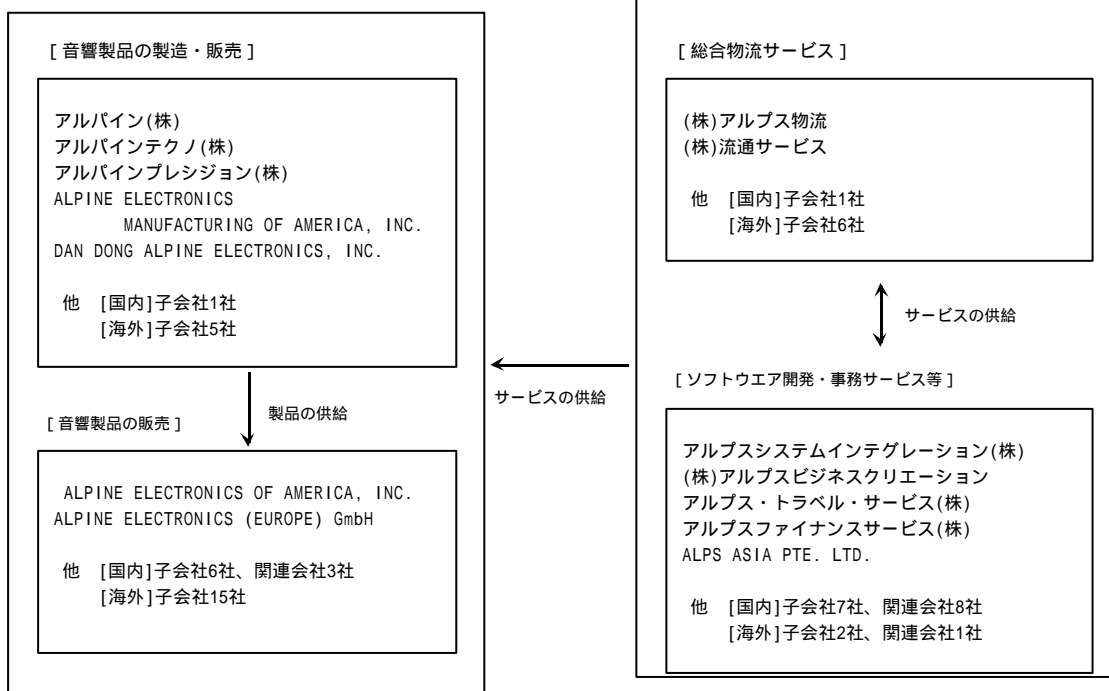 [ 音響製品の製造・販売 ]
アルパイン(株)
アルパインテクノ(株)
アルパインプレシジョン(株)
ALPINE ELECTRONICS
MANUFACTURING OF AMERICA, INC.
DAN DONG ALPINE ELECTRONICS, INC.
他 [国内]子会社1社
[海外]子会社5社
製品の供給
[ 音響製品の販売 ]
ALPINE ELECTRONICS OF AMERICA, INC.
ALPINE ELECTRONICS (EUROPE) GmbH
他 [国内]子会社6社、関連会社3社
[海外]子会社15社
サービスの供給
[ 総合物流サービス ]
(株)アルプス物流
(株)流通サービス
他 [国内]子会社1社
[海外]子会社6社
サービスの供給
[ ソフトウエア開発・事務サービス等 ]
アルプスシステムインテグレーション(株)
(株)アルプスビジネスクリエーション
アルプス・トラベル・サービス(株)
アルプスファイナンスサービス(株)
ALPS ASIA PTE. LTD.
他 [国内]子会社7社、関連会社8社
[海外]子会社2社、関連会社1社